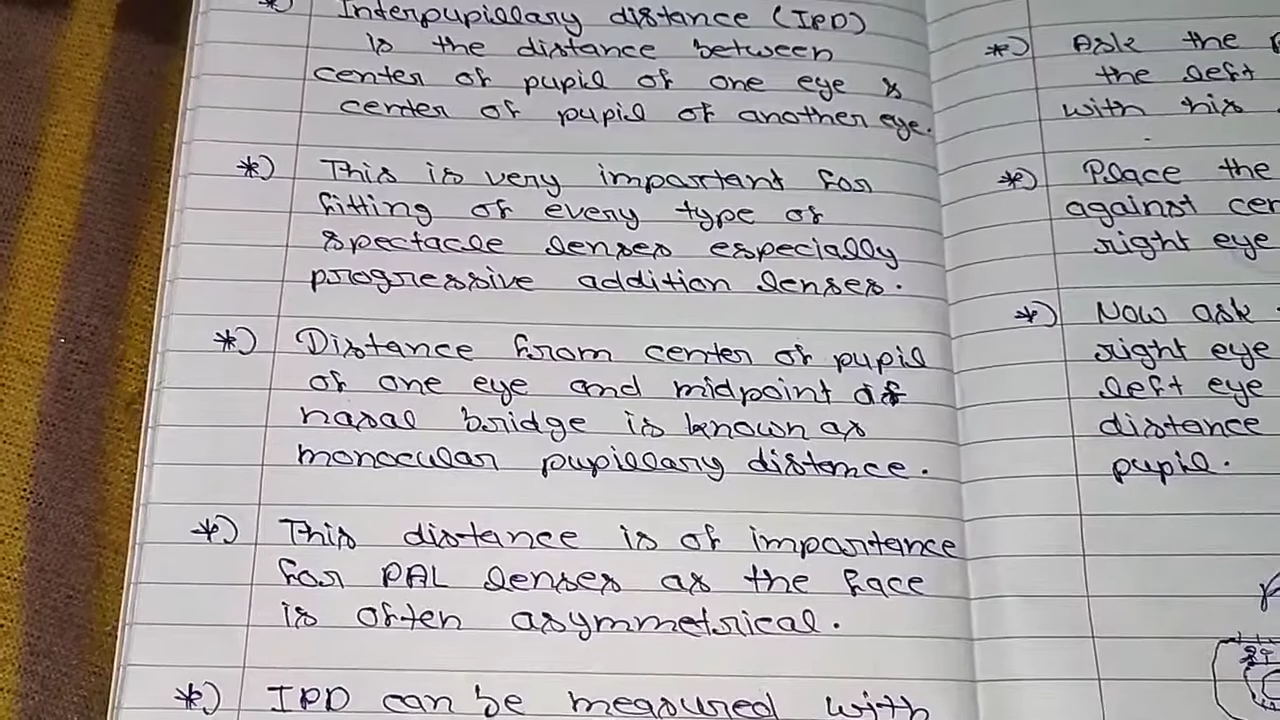 *) Interpupillary distance (IPD)
is the distance between
center of pupil of one eye &
center of pupil of another eye.
*) This is very important for
fitting of every type of
spectacle lenses especially
progressive addition lenses.
*) Distance from center of pupil
of one eye and midpoint of
nasal bridge is known as
monocular pupillary distance.
*) This distance is of importance
for PAL lenses as the face
is often asymmetrical.
*) IPD can be measured with
*) Ask the
the left
with his
*) Place the
against cer
right eye
*) Now ask
right eye
left eye
distance
pupil.